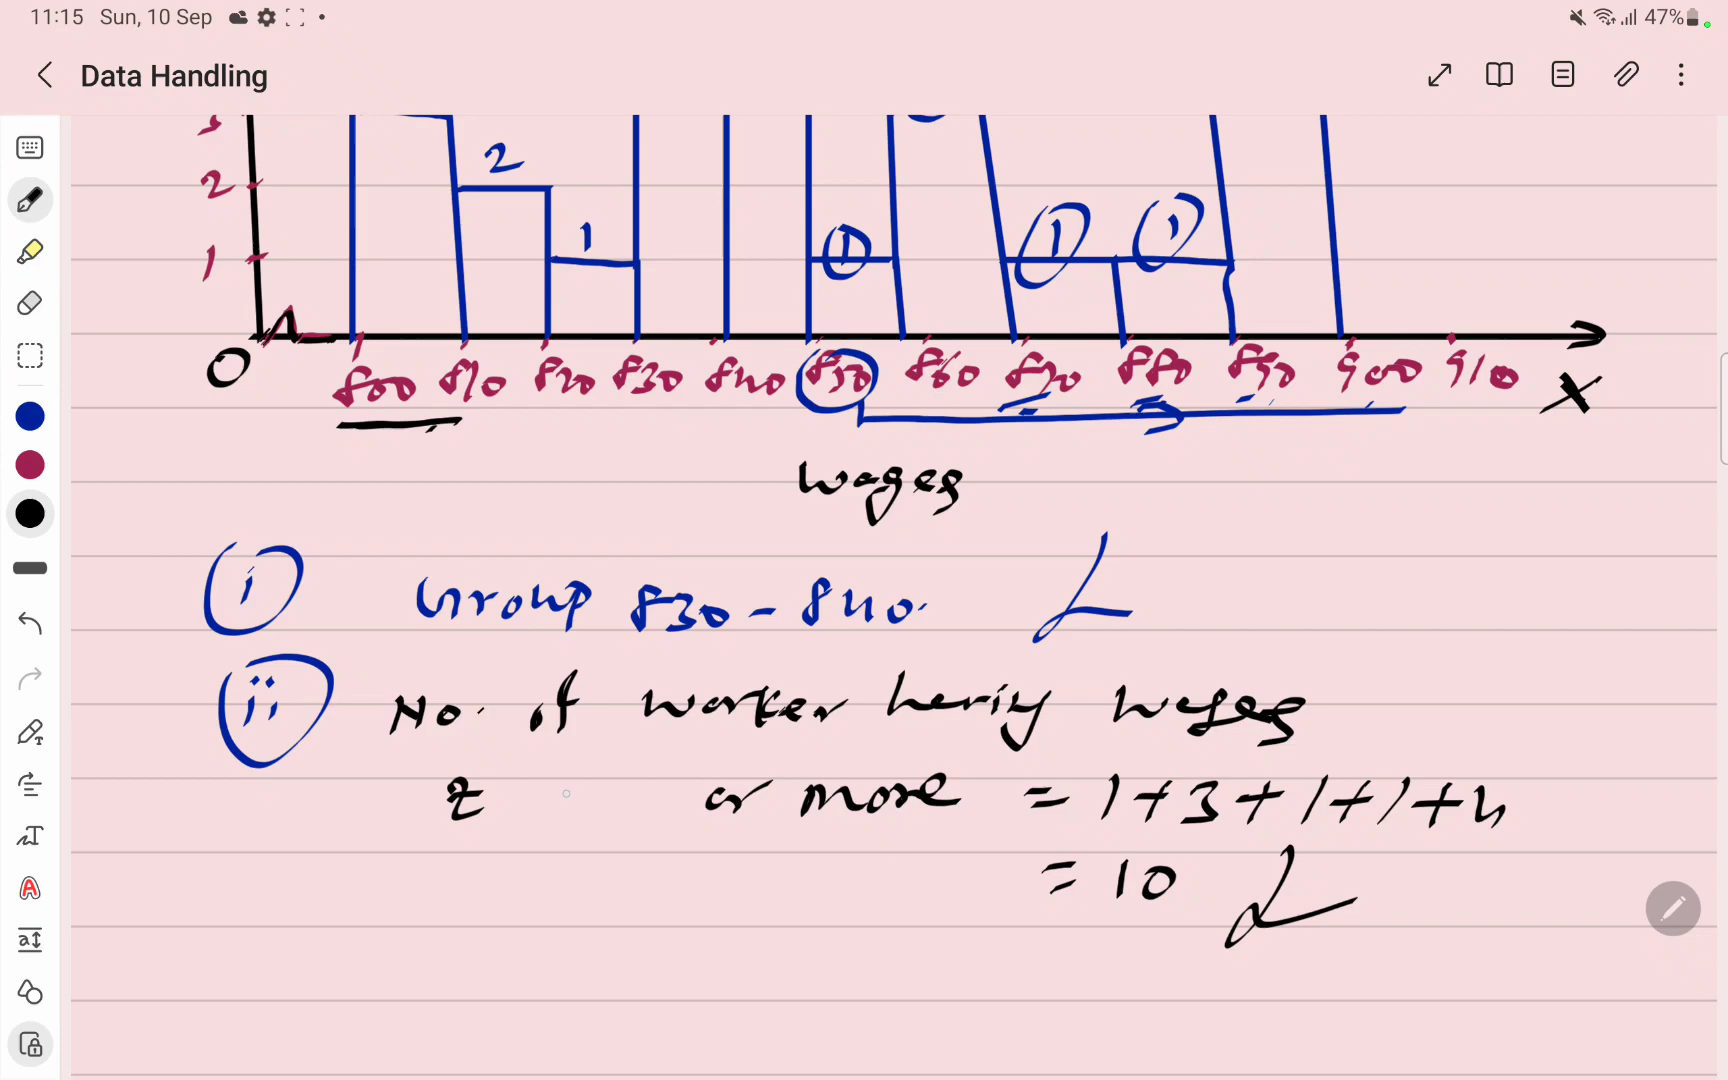 11:15 Sun, 10 Sep
47%
Data Handling
3
2
2
1
1
1
1
1
O
800 810 820 830 840 850 860 870 880 890 900 910
X
Wages
i Group 830 - 840.
ii No. of worker having wages
or more = 1 + 3 + 1 + 1 + 4
= 10